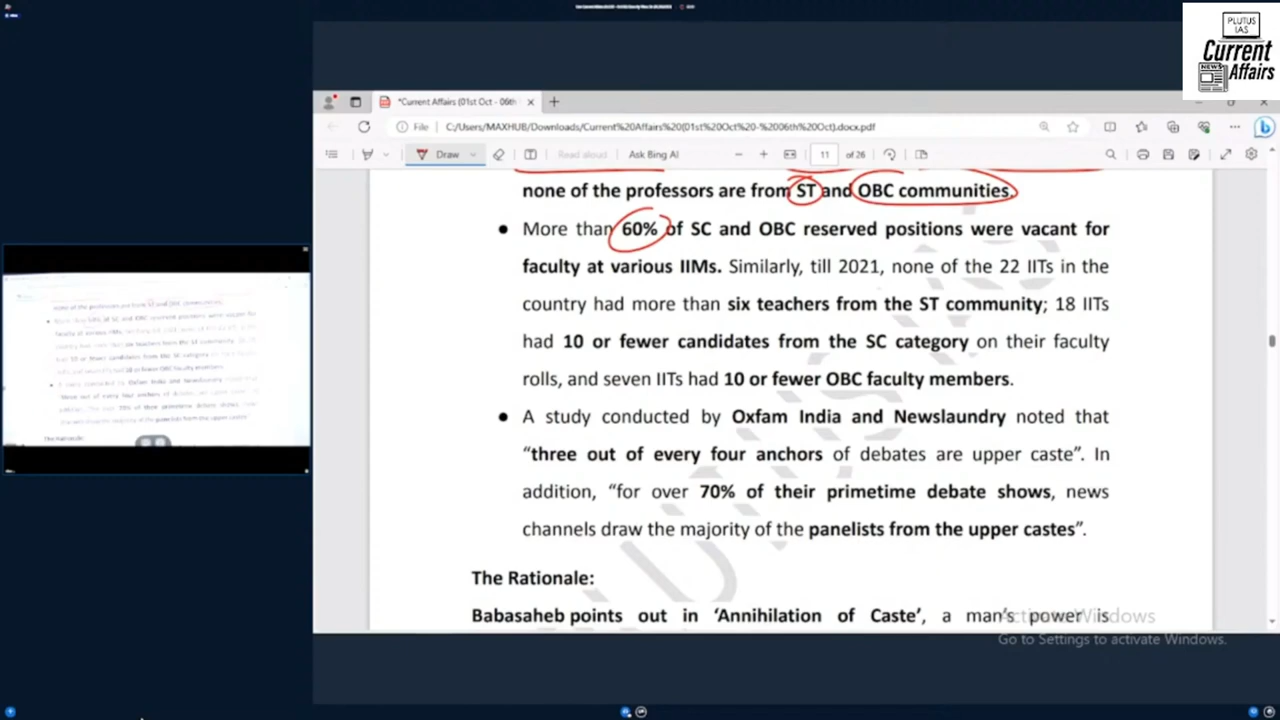 PLUTUS
IAS
Current
NEWS
Affairs
*Current Affairs (01st Oct - 06th
File
C:/Users/MAXHUB/Downloads/Current%20Affairs%20(01st%20Oct%20-%2006th%20Oct).docx.pdf
Draw
Read aloud
Ask Bing AI
11
of 26
none of the professors are from ST and OBC communities.
● More than 60% of SC and OBC reserved positions were vacant for
faculty at various IIMs. Similarly, till 2021, none of the 22 IITs in the
country had more than six teaches from the ST community; 18 IITs
had 10 or fewer candidates from the SC category on their faculty
rolls, and seven IITs had 10 or fewer OBC faculty members.
● A study conducted by Oxfam India and Newslaundry noted that
“three out of every four anchors of debates are upper caste”. In
addition, “for over 70% of their primetime debate shows, news
channels draw the majority of the panelists from the upper castes”.
The Rationale:
Babasaheb points out in ‘Annihilation of Caste’, a man’s power is
Activate Windows
Go to Settings to activate Windows.